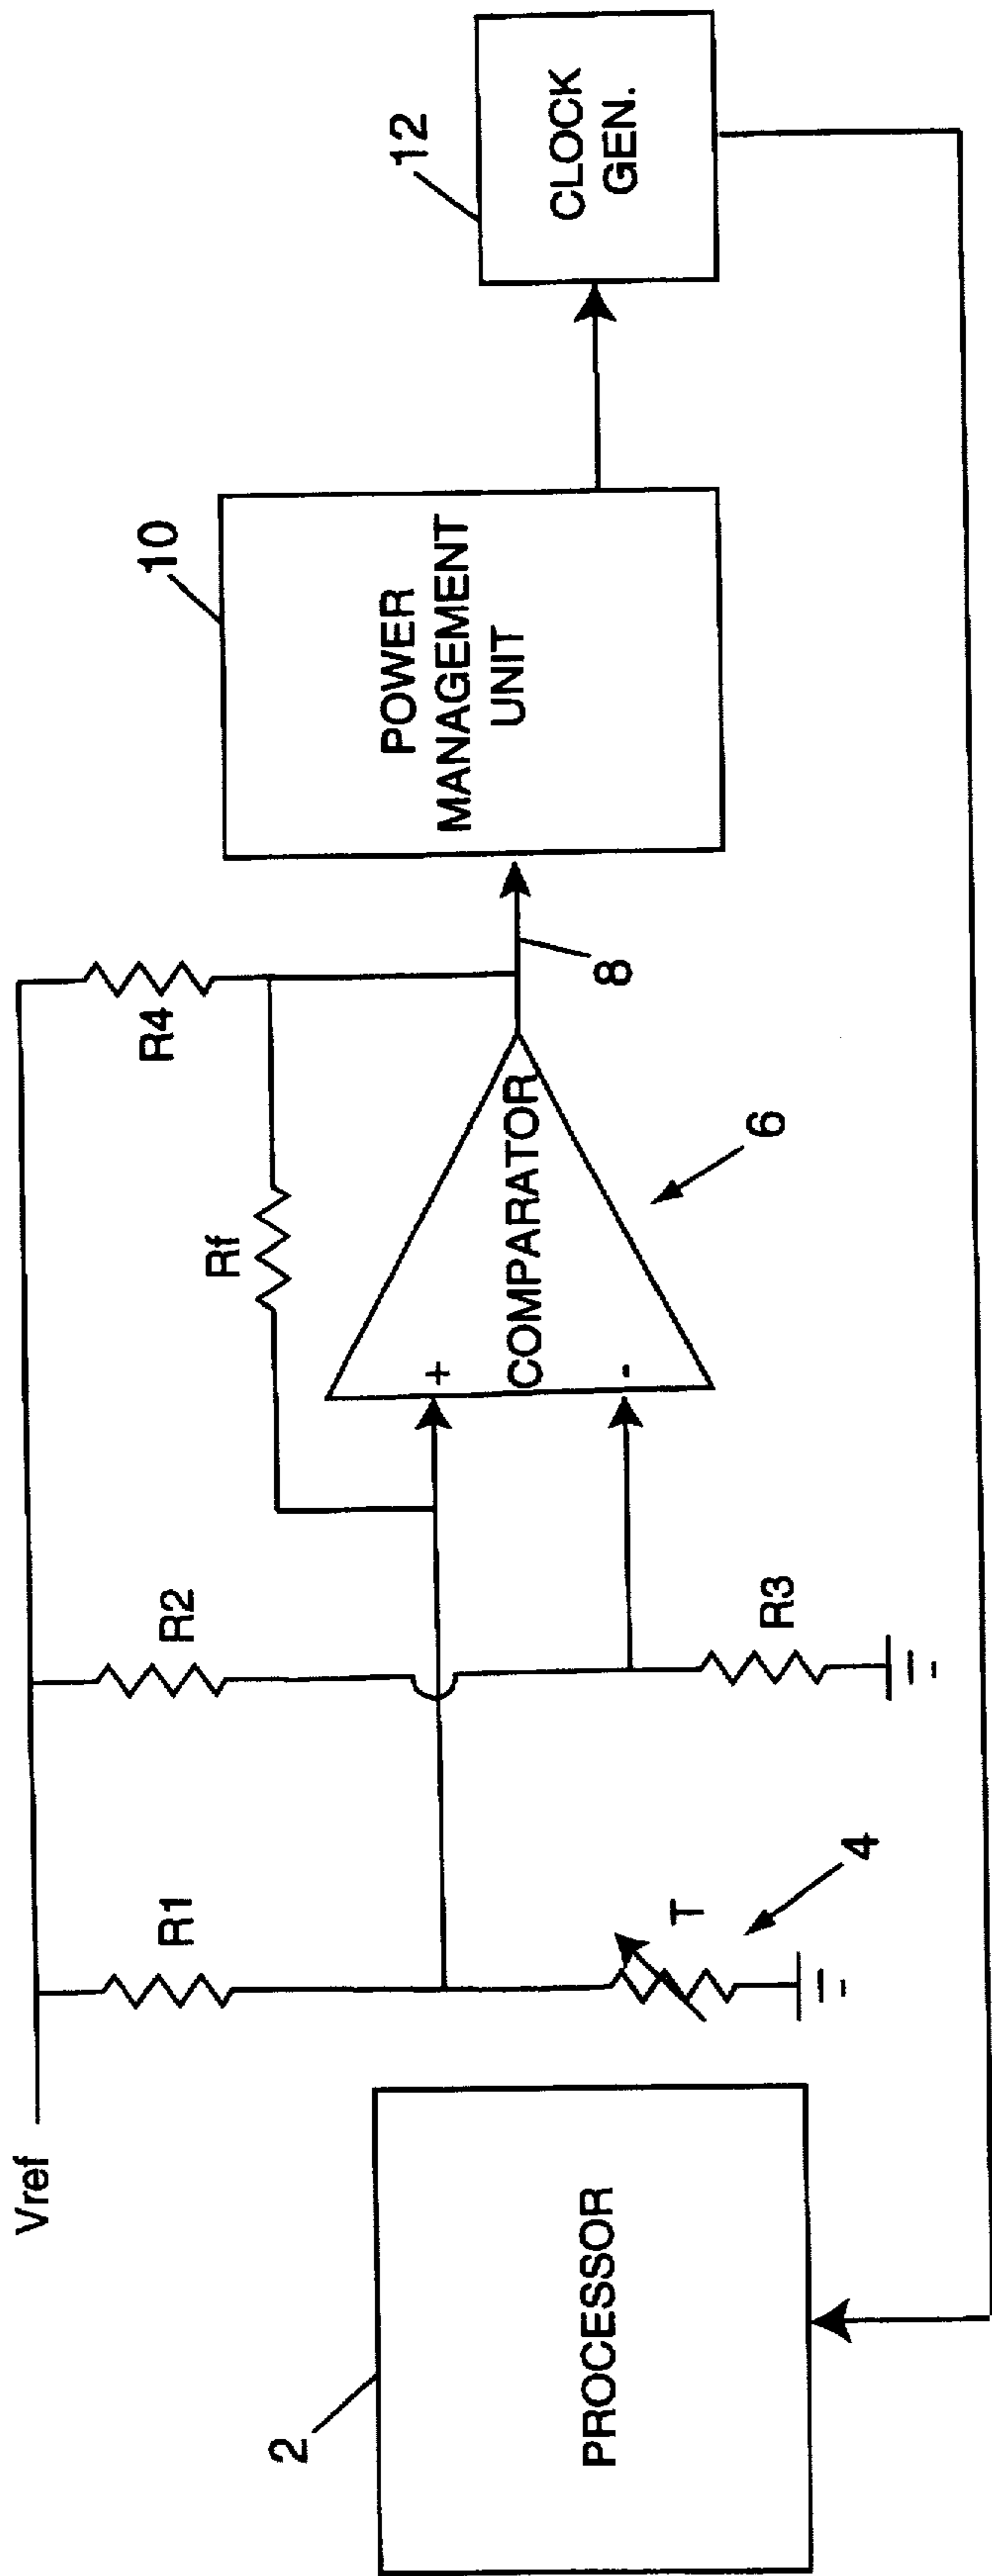 Vref
R1
R2
R4
Rf
R3
T
4
2
PROCESSOR
+
-
COMPARATOR
6
8
10
POWER
MANAGEMENT
UNIT
12
CLOCK
GEN.